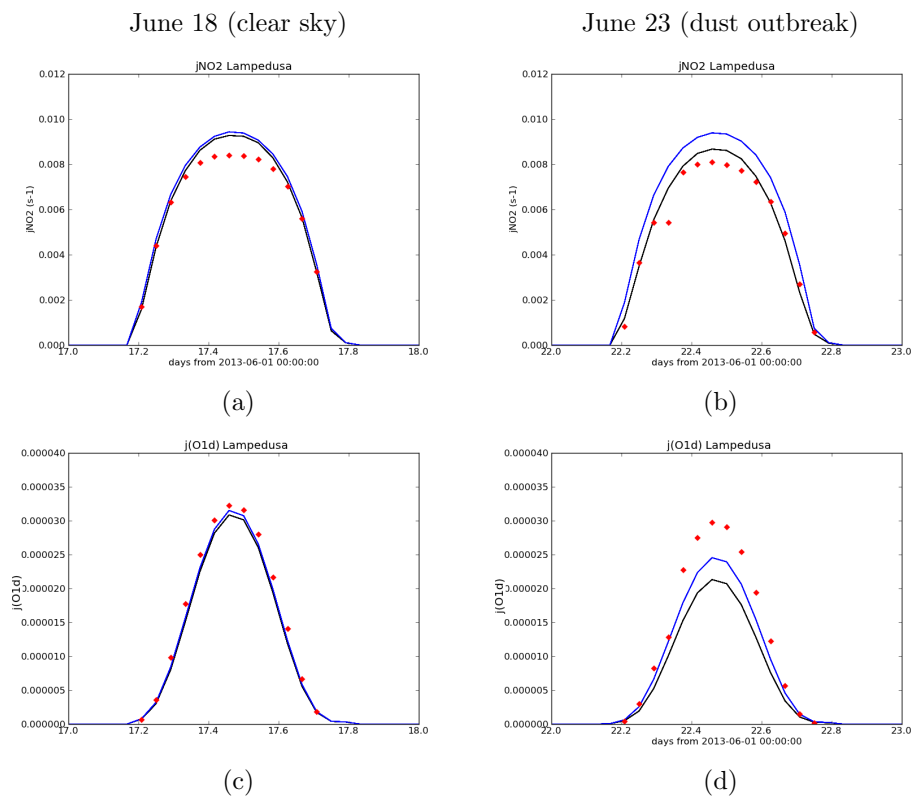 June 18 (clear sky)
June 23 (dust outbreak)
jNO2 Lampedusa
0.012
0.010
0.008
0.006
0.004
0.002
0.000
jNO2 (s-1)
17.0 17.2 17.4 17.6 17.8 18.0
days from 2013-06-01 00:00:00
(a)
jNO2 Lampedusa
0.012
0.010
0.008
0.006
0.004
0.002
0.000
jNO2 (s-1)
22.0 22.2 22.4 22.6 22.8 23.0
days from 2013-06-01 00:00:00
(b)
j(O1d) Lampedusa
0.000040
0.000035
0.000030
0.000025
0.000020
0.000015
0.000010
0.000005
0.000000
j(O1d)
17.0 17.2 17.4 17.6 17.8 18.0
(c)
j(O1d) Lampedusa
0.000040
0.000035
0.000030
0.000025
0.000020
0.000015
0.000010
0.000005
0.000000
j(O1d)
22.0 22.2 22.4 22.6 22.8 23.0
days from 2013-06-01 00:00:00
(d)